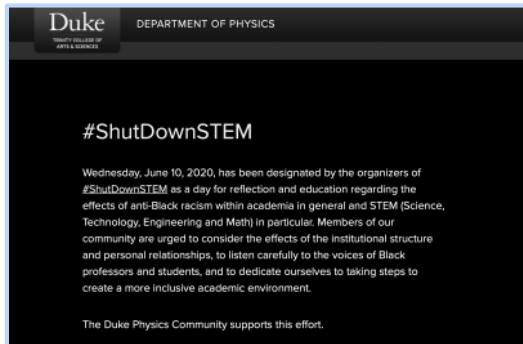 Duke
TRINITY COLLEGE OF
ARTS & SCIENCES
DEPARTMENT OF PHYSICS
#ShutDownSTEM
Wednesday, June 10, 2020, has been designated by the organizers of
#ShutDownSTEM as a day for reflection and education regarding the
effects of anti-Black racism within academia in general and STEM (Science,
Technology, Engineering and Math) in particular. Members of our
community are urged to consider the effects of the institutional structure
and personal relationships, to listen carefully to the voices of Black
professors and students, and to dedicate ourselves to taking steps to
create a more inclusive academic environment.
The Duke Physics Community supports this effort.